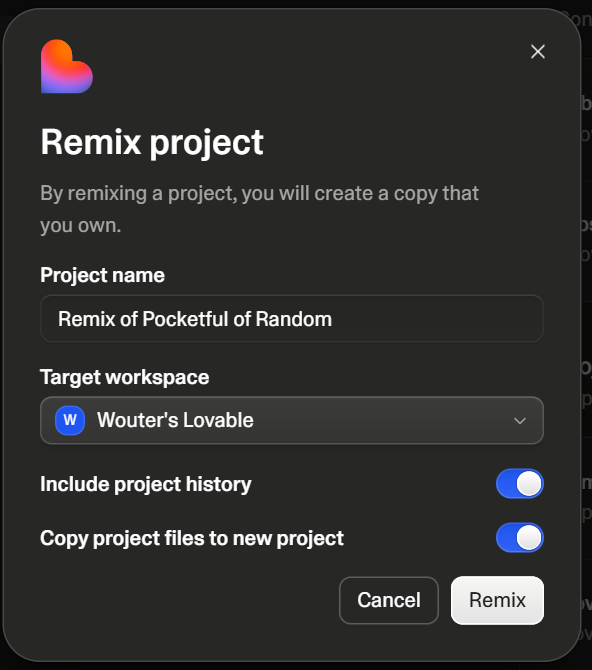 Remix project
By remixing a project, you will create a copy that
you own.
Project name
Remix of Pocketful of Random
Target workspace
W Wouter's Lovable
Include project history
Copy project files to new project
Cancel Remix